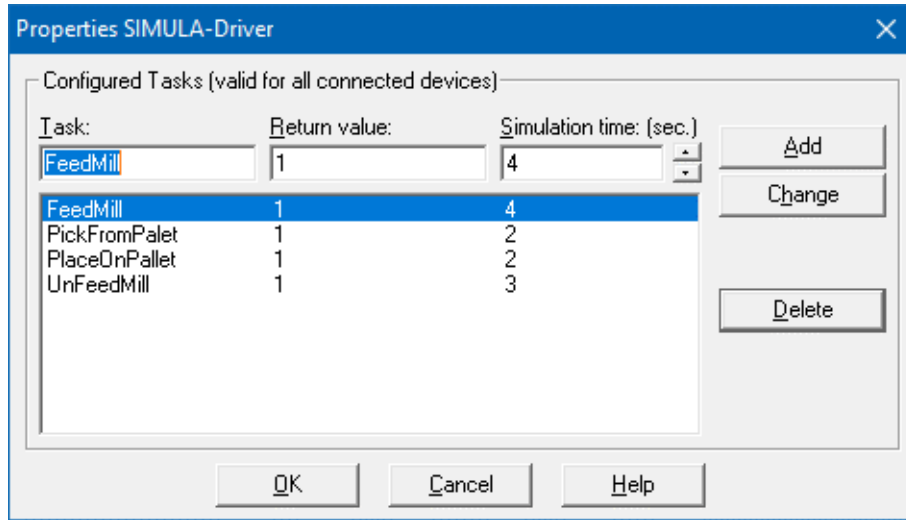 Properties SIMULA-Driver
Configured Tasks (valid for all connected devices)
Task: Return value: Simulation time: (sec.)
FeedMill 1 4
Add
Change
FeedMill 1 4
PickFromPalet 1 2
PlaceOnPallet 1 2
UnFeedMill 1 3
Delete
OK Cancel Help